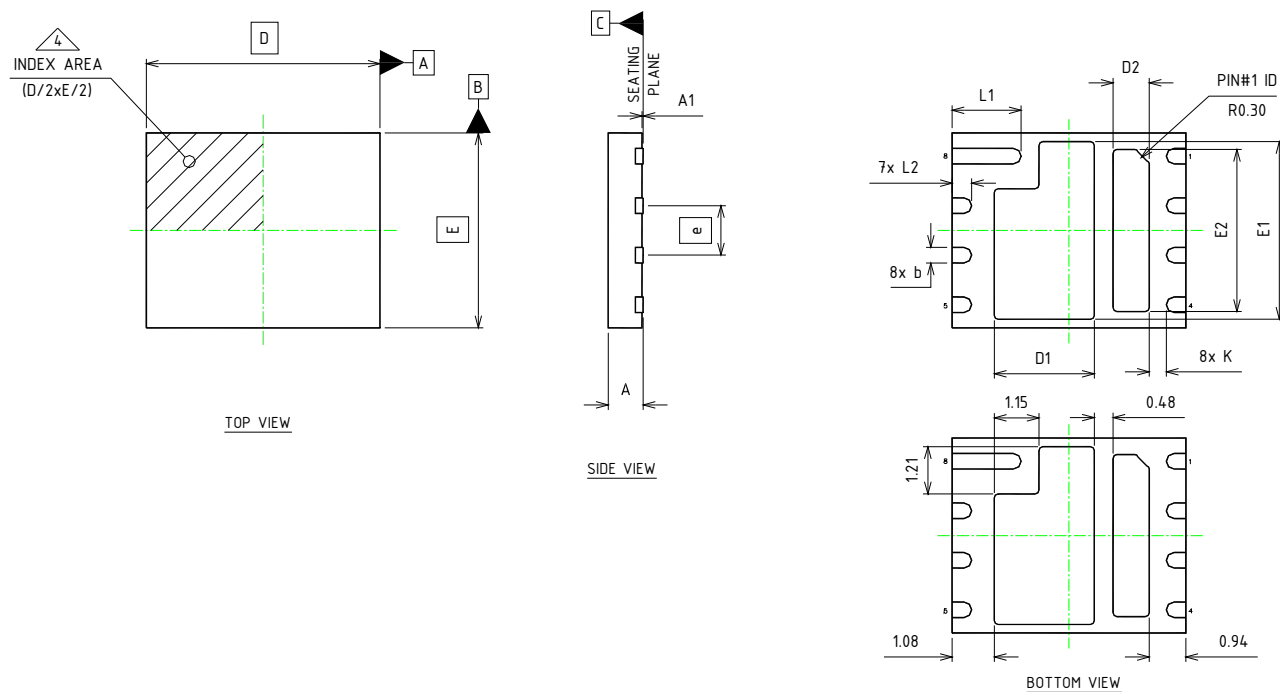 4
INDEX AREA
(D/2xE/2)
D
A
B
E
TOP VIEW
C
SEATING
PLANE
A1
e
A
SIDE VIEW
L1
D2
PIN#1 ID
R0.30
7x L2
8x b
8
5
1
4
E2
E1
D1
8x K
1.15
0.48
1.21
8
5
1
4
1.08
0.94
BOTTOM VIEW